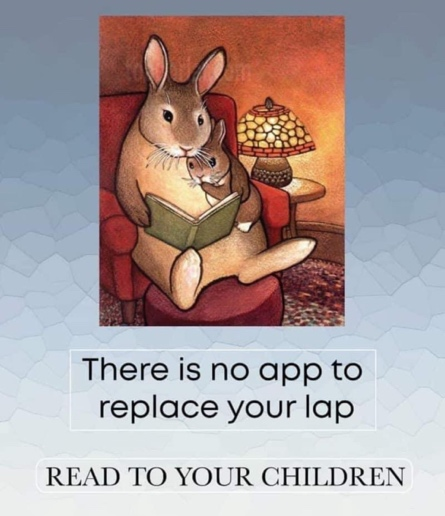 There is no app to
replace your lap
READ TO YOUR CHILDREN